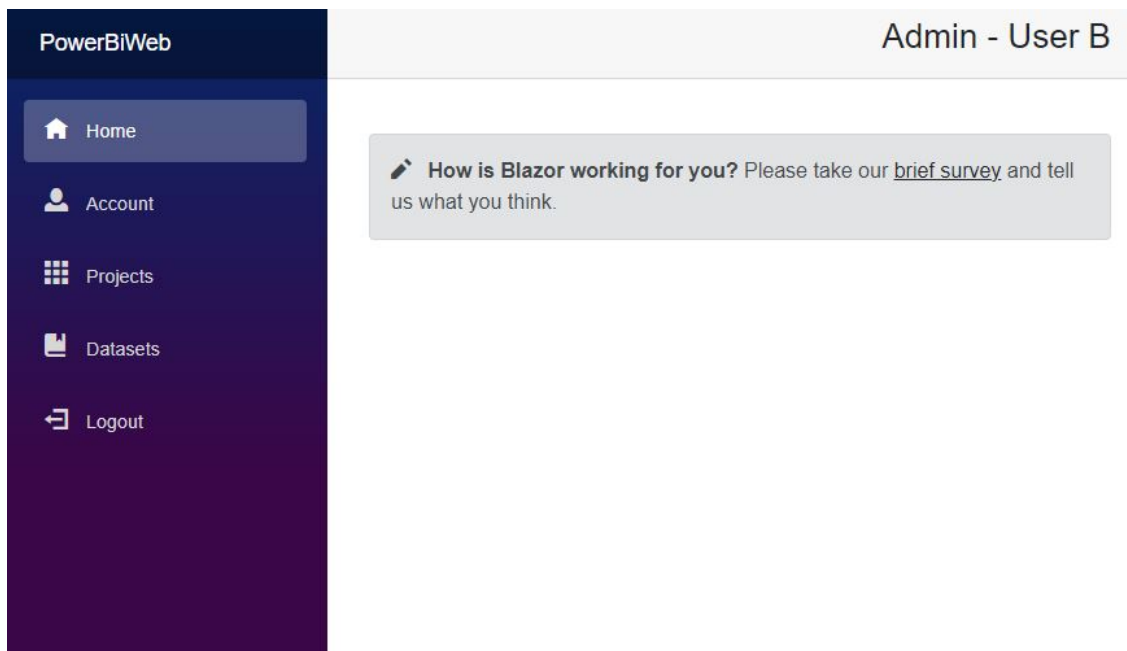 PowerBiWeb
Admin - User B
Home
Account
Projects
Datasets
Logout
How is Blazor working for you? Please take our brief survey and tell
us what you think.